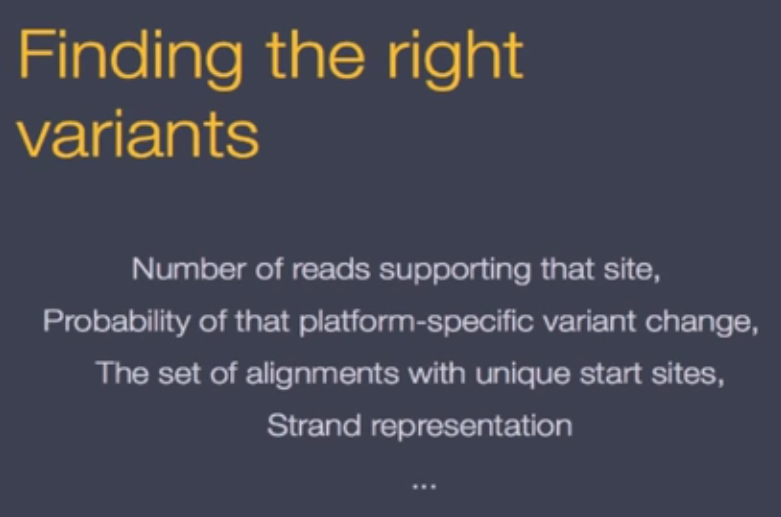 Finding the right
variants
Number of reads supporting that site,
Probability of that platform-specific variant change,
The set of alignments with unique start sites,
Strand representation
...